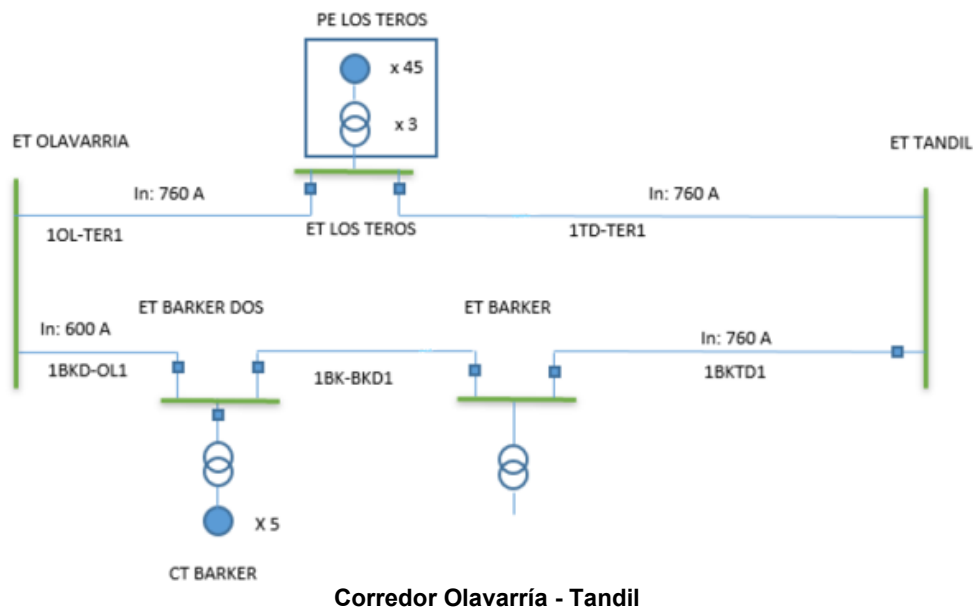 PE LOS TEROS
x 45
x 3
ET OLAVARRIA
ET TANDIL
In: 760 A
In: 760 A
1OL-TER1
ET LOS TEROS
1TD-TER1
ET BARKER DOS
ET BARKER
In: 600 A
In: 760 A
1BKD-OL1
1BK-BKD1
1BKTD1
X 5
CT BARKER
Corredor Olavarría - Tandil